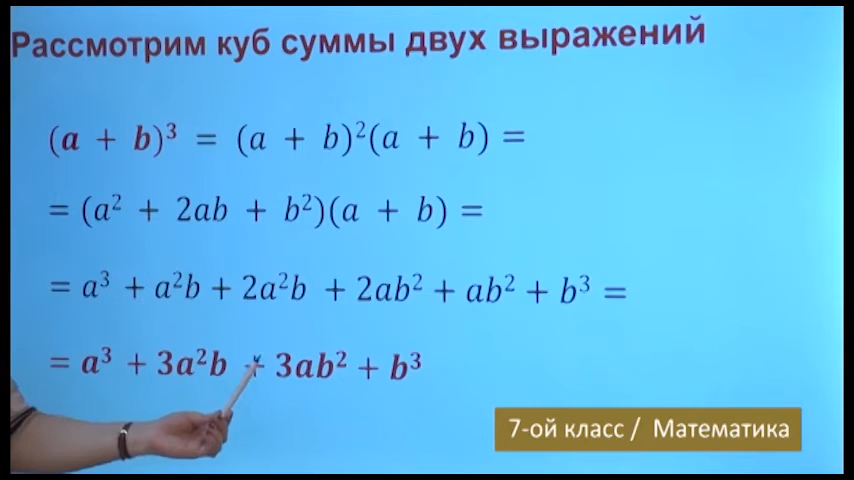 Рассмотрим куб суммы двух выражений
(a + b)³ = (a + b)²(a + b) =
= (a² + 2ab + b²)(a + b) =
= a³ + a²b + 2a²b + 2ab² + ab² + b³ =
= a³ + 3a²b + 3ab² + b³
7-ой класс / Математика